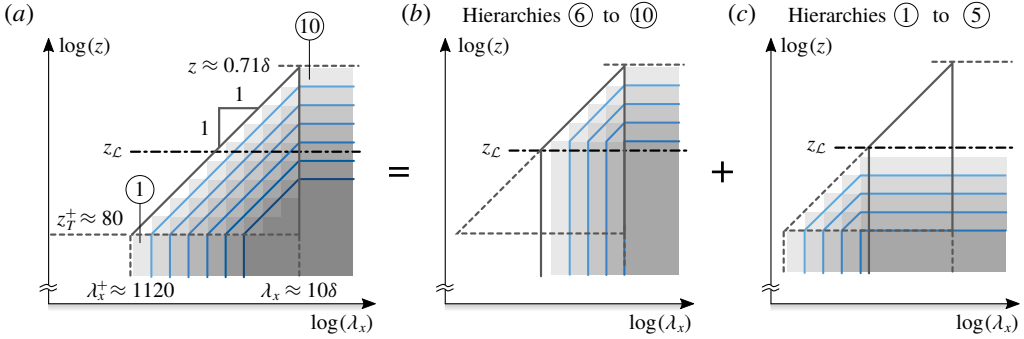 (a)
log(z)
10
z ≈ 0.71δ
1
1
z_ℒ
1
z_T^+ ≈ 80
λ_x^+ ≈ 1120
λ_x ≈ 10δ
log(λ_x)
=
(b)
Hierarchies ⑥ to ⑩
log(z)
z_ℒ
log(λ_x)
+
(c)
Hierarchies ① to ⑤
log(z)
z_ℒ
log(λ_x)